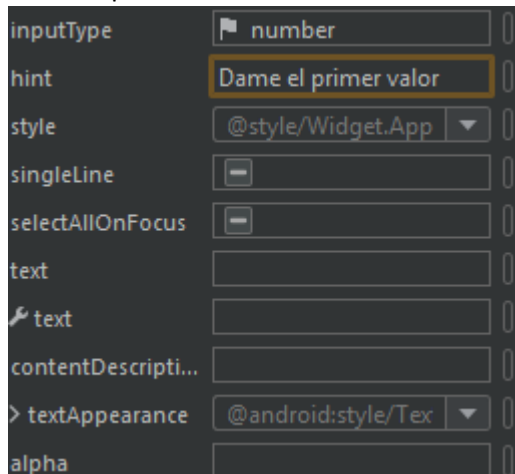 inputType number
hint Dame el primer valor
style @style/Widget.App
singleLine
selectAllOnFocus
text
text
contentDescripti...
textAppearance @android:style/Tex
alpha